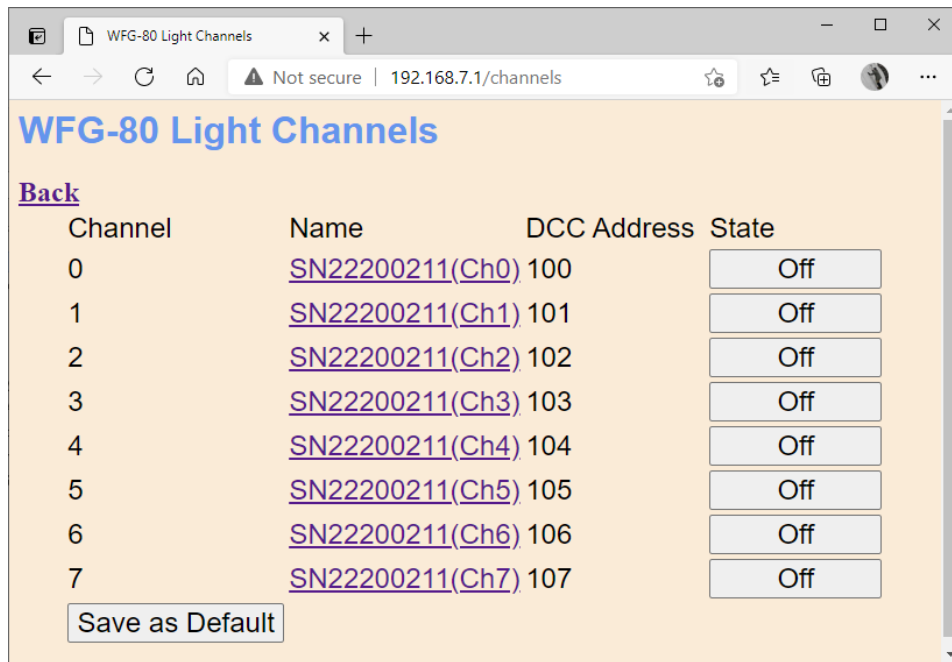 WFG-80 Light Channels
Not secure | 192.168.7.1/channels
WFG-80 Light Channels
Back
Channel Name DCC Address State
0 SN22200211(Ch0) 100 Off
1 SN22200211(Ch1) 101 Off
2 SN22200211(Ch2) 102 Off
3 SN22200211(Ch3) 103 Off
4 SN22200211(Ch4) 104 Off
5 SN22200211(Ch5) 105 Off
6 SN22200211(Ch6) 106 Off
7 SN22200211(Ch7) 107 Off
Save as Default